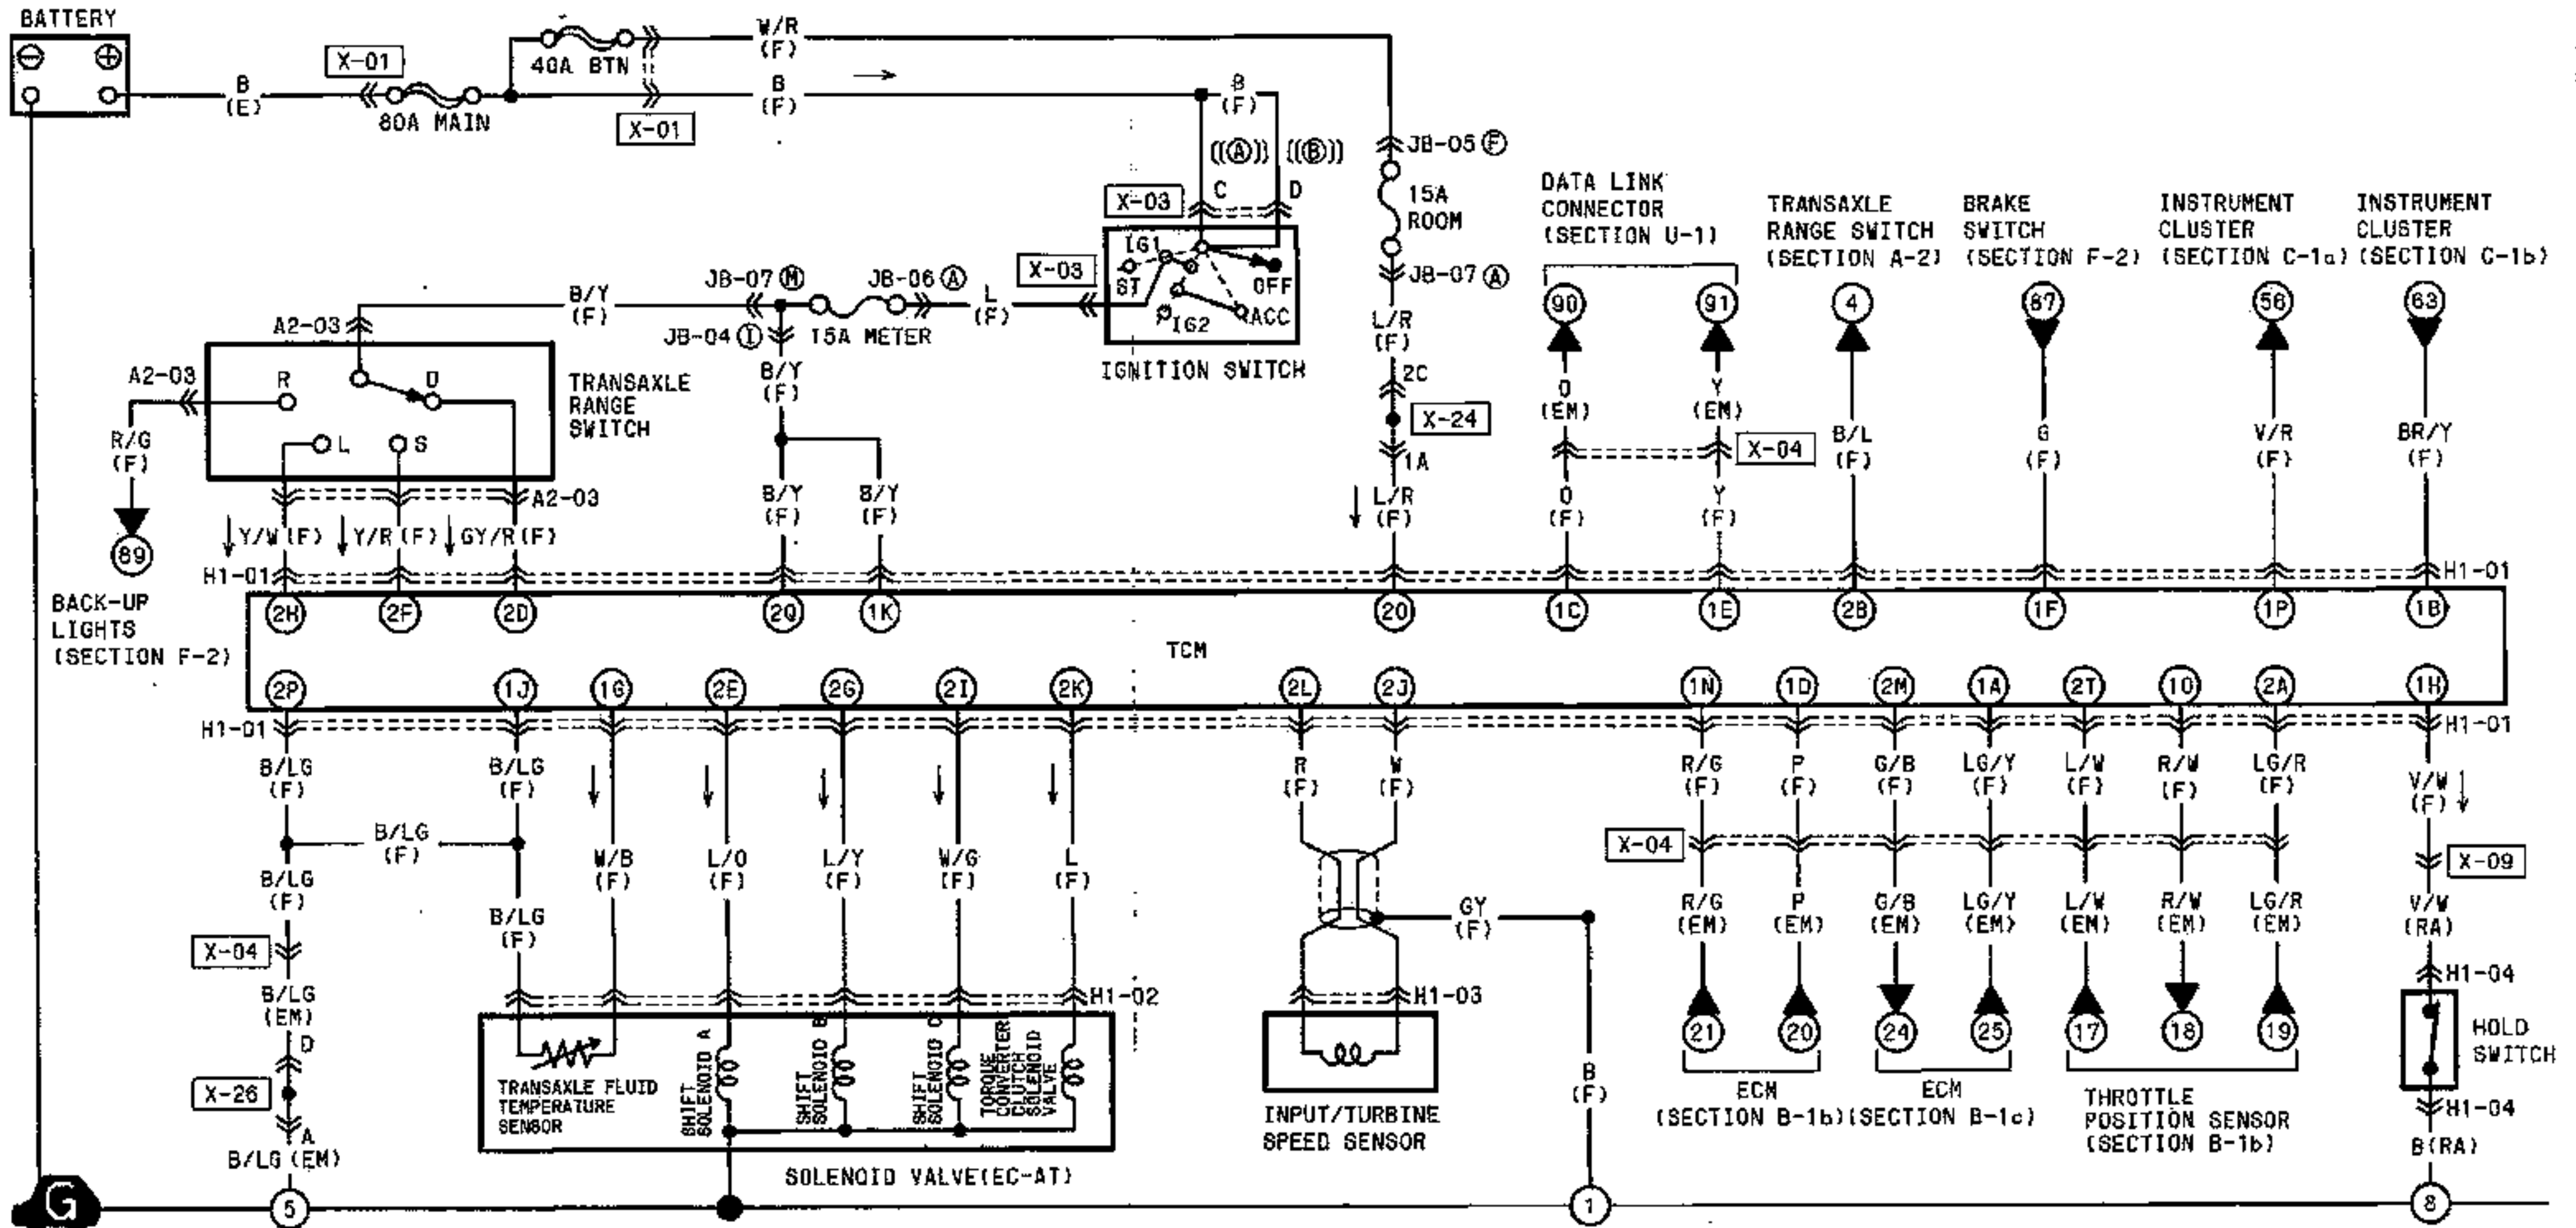 BATTERY
⊖ ⊕
B
(E)
X-01
80A MAIN
40A BTN
W/R
(F)
B
(F)
X-01
B
(F)
((Ⓐ)) ((Ⓑ))
X-03
C D
IG1
ST
OFF
IG2
ACC
IGNITION SWITCH
X-03
L
(F)
JB-06 Ⓐ
15A METER
JB-07 Ⓜ
JB-04 Ⓘ
B/Y
(F)
B/Y
(F)
B/Y
(F)
B/Y
(F)
JB-05 Ⓕ
15A
ROOM
JB-07 Ⓐ
L/R
(F)
2C
X-24
1A
L/R
(F)
A2-03
A2-03
R
D
L
S
TRANSAXLE
RANGE
SWITCH
R/G
(F)
89
BACK-UP
LIGHTS
(SECTION F-2)
A2-03
Y/W (F)
Y/R (F)
GY/R (F)
H1-01
DATA LINK
CONNECTOR
(SECTION U-1)
90
91
O
(EM)
Y
(EM)
X-04
O
(F)
Y
(F)
TRANSAXLE
RANGE SWITCH
(SECTION A-2)
4
B/L
(F)
BRAKE
SWITCH
(SECTION F-2)
87
G
(F)
INSTRUMENT
CLUSTER
(SECTION C-1a)
56
V/R
(F)
INSTRUMENT
CLUSTER
(SECTION C-1b)
63
BR/Y
(F)
H1-01
2H 2F 2D 2Q 1K 2O 1C 1E 2B 1F 1P 1B
TCM
2P 1J 1G 2E 2G 2I 2K 2L 2J 1N 1D 2M 1A 2T 1O 2A 1H
H1-01
H1-01
B/LG
(F)
B/LG
(F)
B/LG
(F)
B/LG
(F)
B/LG
(F)
X-04
B/LG
(EM)
D
X-26
A
B/LG (EM)
5
G
W/B
(F)
L/O
(F)
L/Y
(F)
W/G
(F)
L
(F)
H1-02
TRANSAXLE FLUID
TEMPERATURE
SENSOR
SHIFT
SOLENOID A
SHIFT
SOLENOID B
SHIFT
SOLENOID C
TORQUE
CONVERTER
CLUTCH
SOLENOID
VALVE
SOLENOID VALVE(EC-AT)
R
(F)
W
(F)
GY
(F)
H1-03
INPUT/TURBINE
SPEED SENSOR
B
(F)
1
R/G
(F)
P
(F)
G/B
(F)
LG/Y
(F)
L/W
(F)
R/W
(F)
LG/R
(F)
X-04
R/G
(EM)
P
(EM)
G/B
(EM)
LG/Y
(EM)
L/W
(EM)
R/W
(EM)
LG/R
(EM)
21 20 24 25 17 18 19
ECM
(SECTION B-1b)
ECM
(SECTION B-1c)
THROTTLE
POSITION SENSOR
(SECTION B-1b)
V/W
(F)
X-09
V/W
(RA)
H1-04
HOLD
SWITCH
H1-04
B(RA)
8